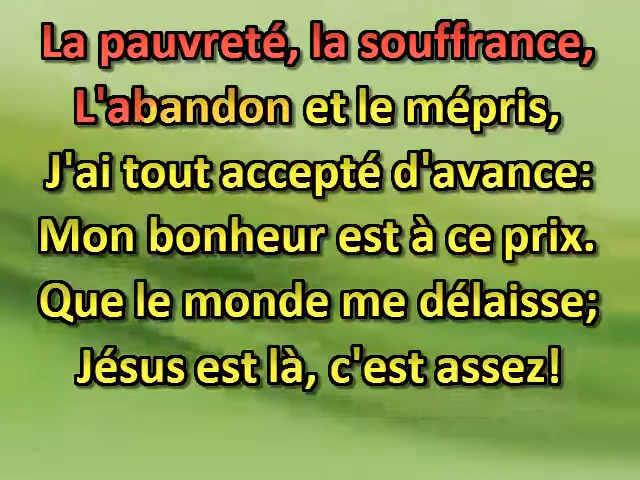 La pauvreté, la souffrance,
L'abandon et le mépris,
J'ai tout accepté d'avance:
Mon bonheur est à ce prix.
Que le monde me délaisse;
Jésus est là, c'est assez!